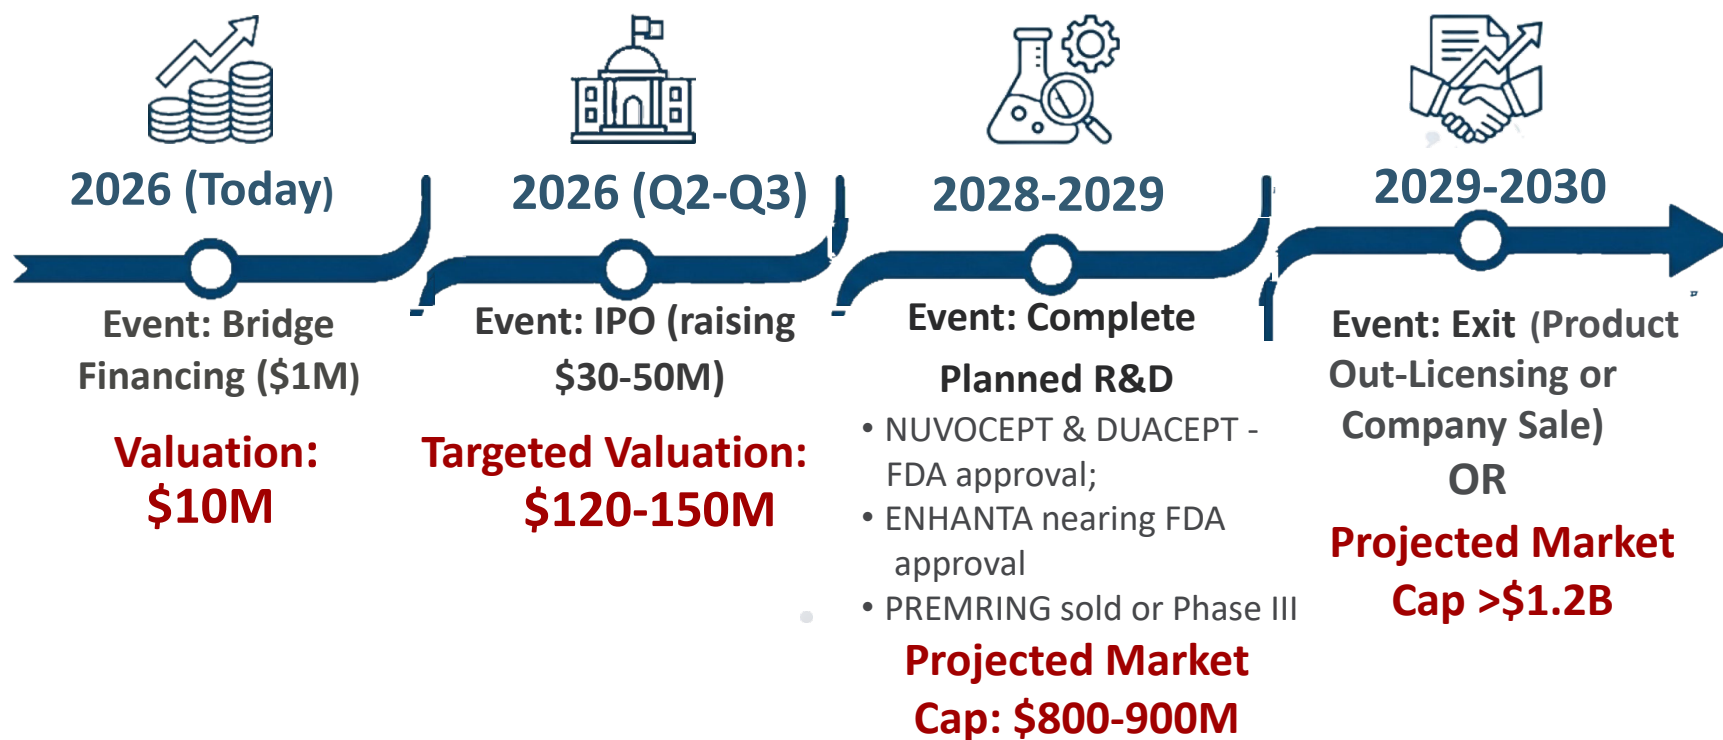 2026 (Today)
Event: Bridge
Financing ($1M)
Valuation:
$10M
2026 (Q2-Q3)
Event: IPO (raising
$30-50M)
Targeted Valuation:
$120-150M
2028-2029
Event: Complete
Planned R&D
• NUVOCEPT & DUACEPT -
FDA approval;
• ENHANTA nearing FDA
approval
• PREMRING sold or Phase III
Projected Market
Cap: $800-900M
2029-2030
Event: Exit (Product
Out-Licensing or
Company Sale)
OR
Projected Market
Cap >$1.2B